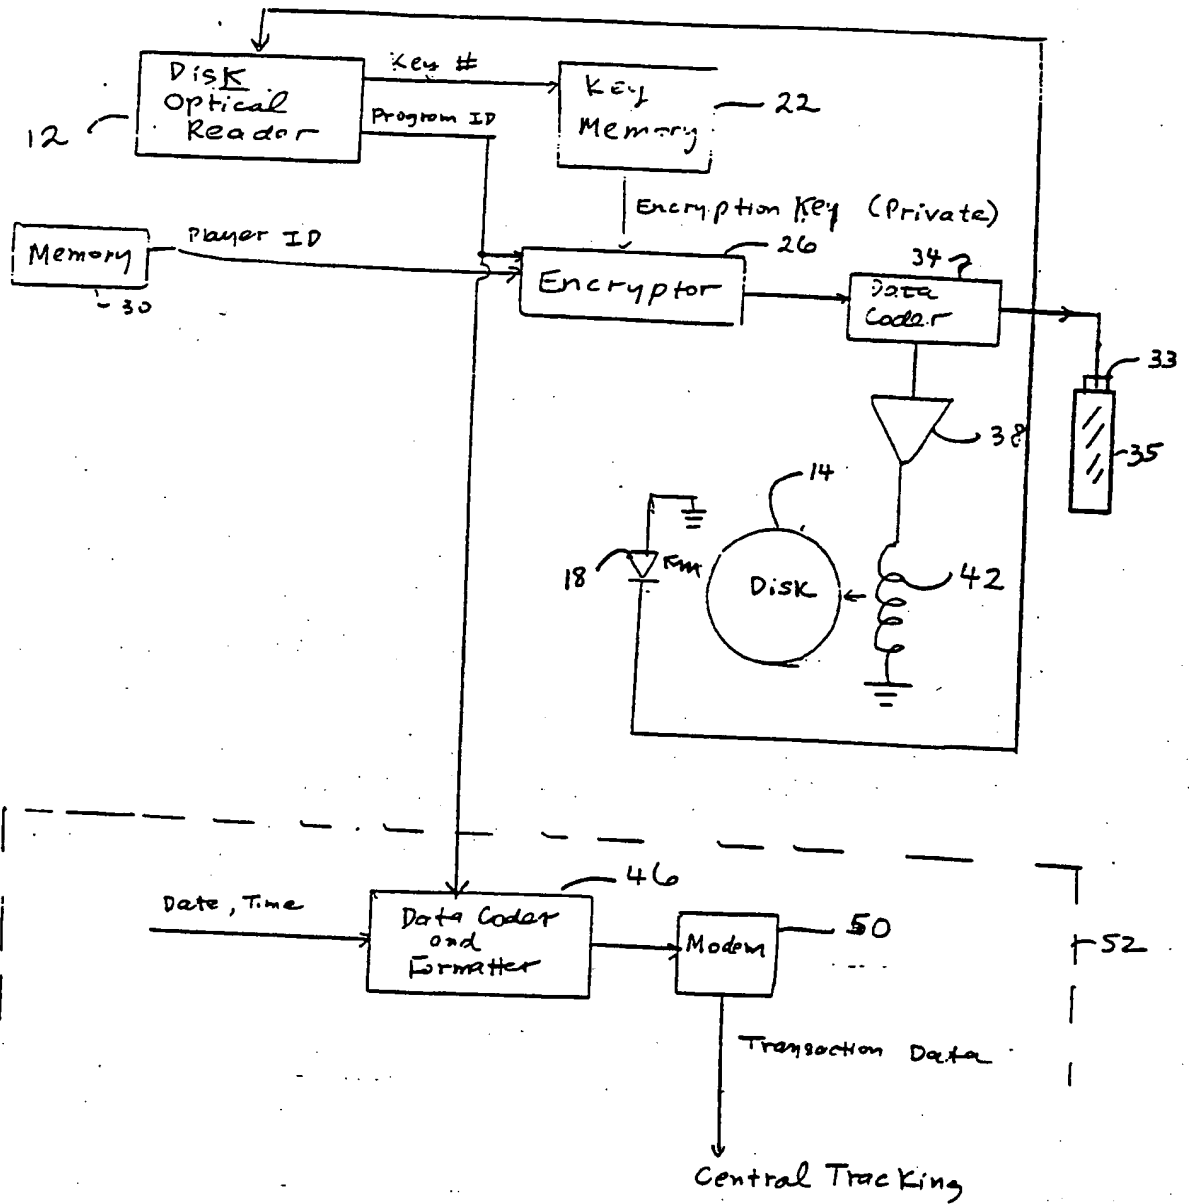 Disk
Optical
Reador
12
Key #
Program ID
Key
Memory
22
Encryption Key (Private)
Memory
30
Player ID
Encryptor
26
34
Data
Coder
33
35
38
14
18
Disk
42
Date, Time
Data Coder
and
Formatter
46
Modem
50
52
Transaction Data
Central Tracking